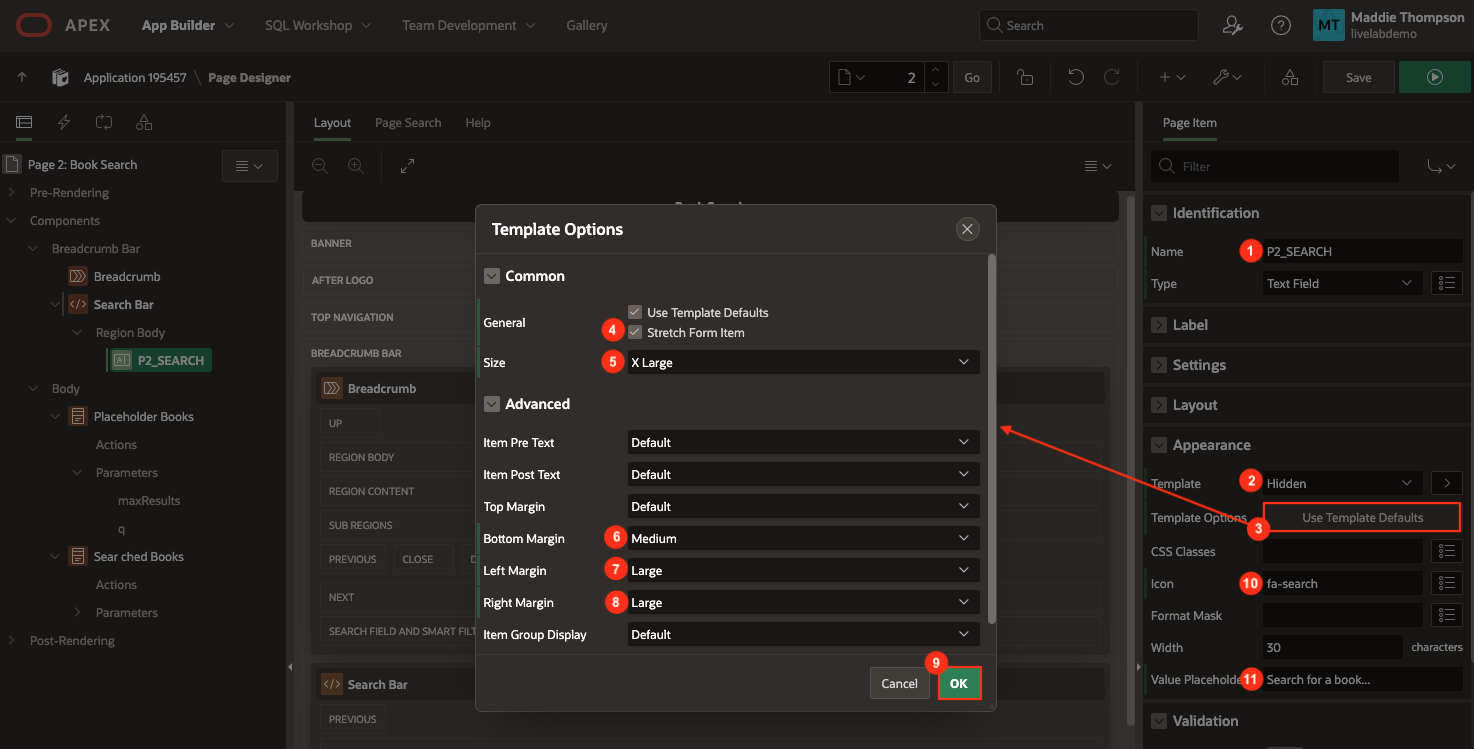 APEX
App Builder
SQL Workshop
Team Development
Gallery
Search
MT
Maddie Thompson
livelabdemo
Application 195457 \ Page Designer
2
Go
Save
Page 2: Book Search
Pre-Rendering
Components
Breadcrumb Bar
Breadcrumb
Search Bar
Region Body
P2_SEARCH
Body
Placeholder Books
Actions
Parameters
maxResults
q
Sear ched Books
Actions
Parameters
Post-Rendering
Layout
Page Search
Help
BANNER
AFTER LOGO
TOP NAVIGATION
BREADCRUMB BAR
Breadcrumb
UP
REGION BODY
REGION CONTENT
SUB REGIONS
PREVIOUS
CLOSE
NEXT
SEARCH FIELD AND SMART FILT
Search Bar
PREVIOUS
Template Options
Common
General
Use Template Defaults
4 Stretch Form Item
Size 5 X Large
Advanced
Item Pre Text Default
Item Post Text Default
Top Margin Default
Bottom Margin 6 Medium
Left Margin 7 Large
Right Margin 8 Large
Item Group Display Default
9
Cancel
OK
Page Item
Filter
Identification
Name 1 P2_SEARCH
Type Text Field
Label
Settings
Layout
Appearance
Template 2 Hidden
Template Options 3 Use Template Defaults
CSS Classes
Icon 10 fa-search
Format Mask
Width 30 characters
Value Placeholde 11 Search for a book...
Validation